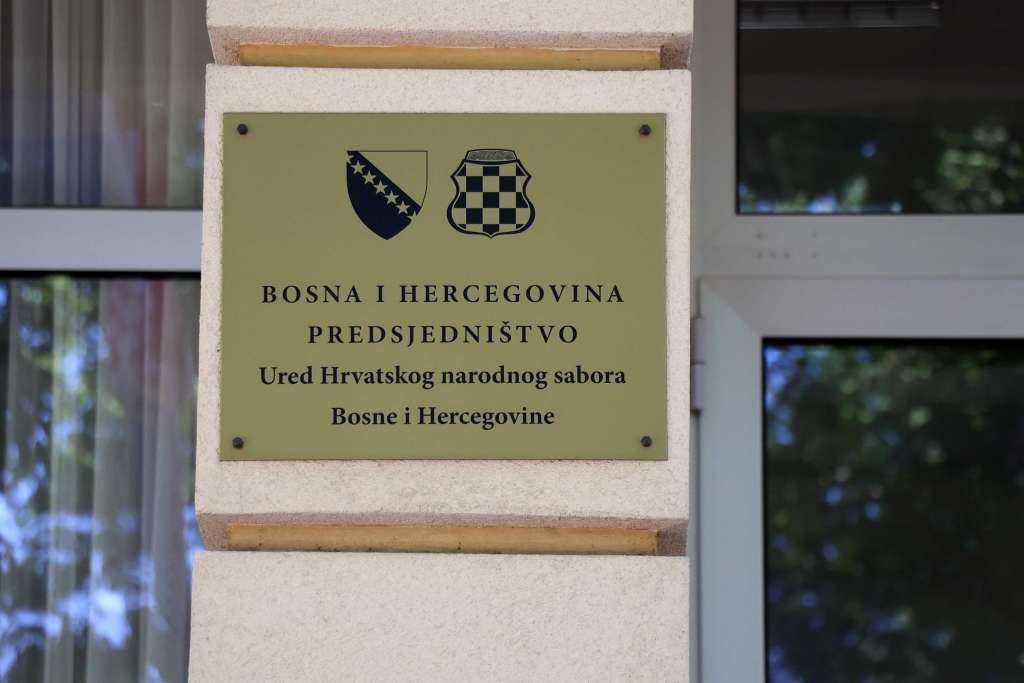 BOSNA I HERCEGOVINA
PREDSJEDNIŠTVO
Ured Hrvatskog narodnog sabora
Bosne i Hercegovine